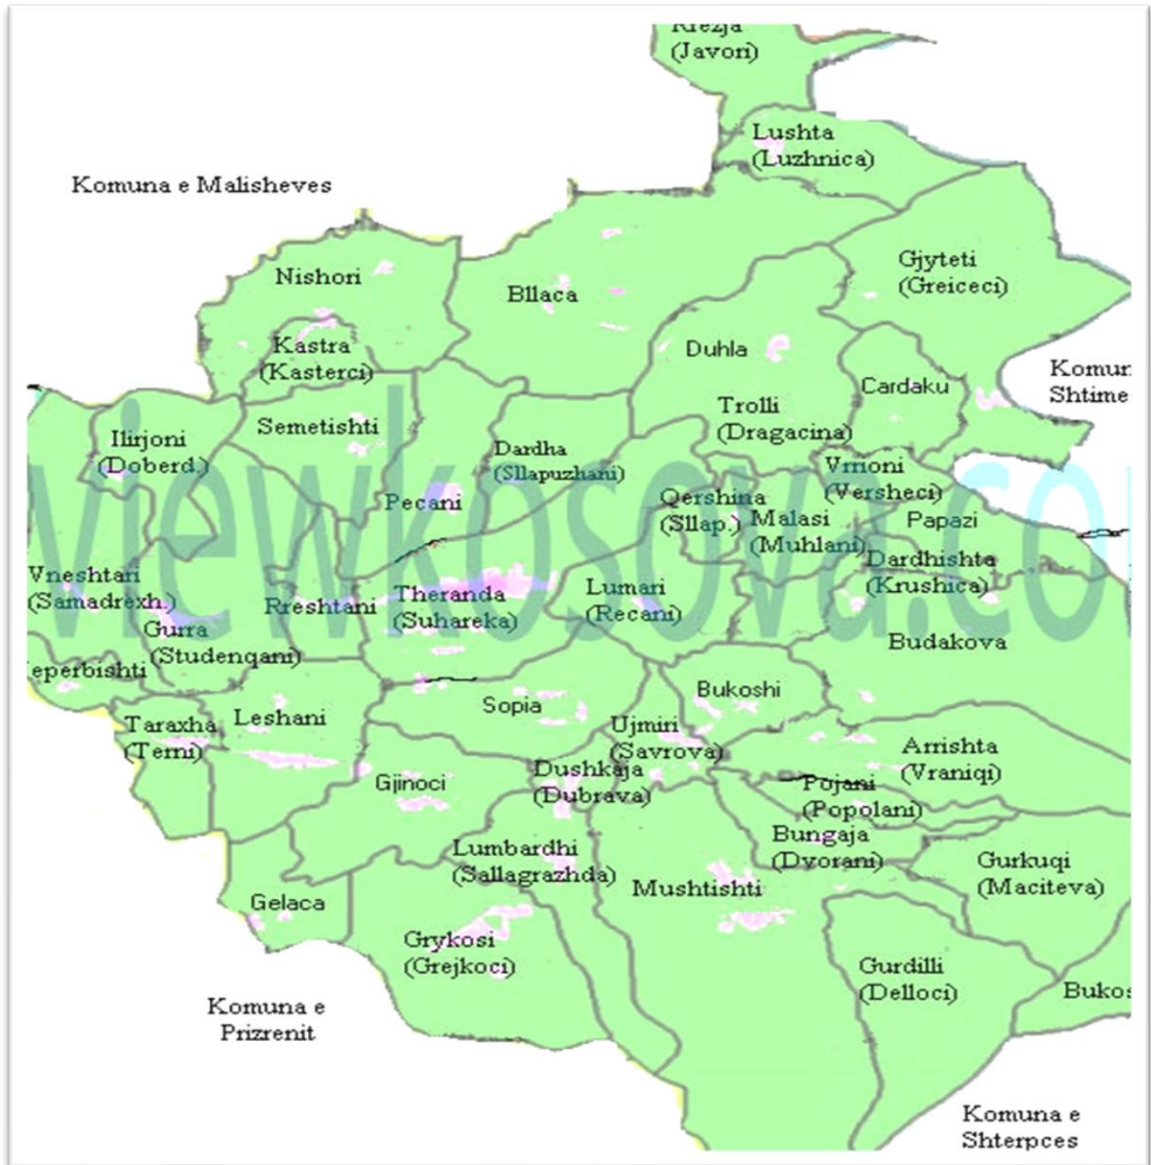 Rrezja
(Javori)
Lushta
(Luzhnica)
Komuna e Malisheves
Gjyteti
(Greiceci)
Nishori
Bllaca
Kastra
(Kasterci)
Duhla
Komun
Shtime
Cardaku
Trolli
(Dragacina)
Semetishti
Ilirjoni
(Doberd.)
Dardha
(Sllapuzhani)
Vrrioni
(Versheci)
Pecani
Qershina
(Sllap.)
Malasi
(Muhlani)
Papazi
viewkosova.co
Dardhishta
(Krushica)
Vneshtari
(Samadrexh.)
Rreshtani
Theranda
(Suhareka)
Lumari
(Recani)
Gurra
(Studenqani)
Budakova
eperbishti
Bukoshi
Leshani
Sopia
Taraxha
(Terni)
Ujmiri
(Savrova)
Arrishta
(Vraniqi)
Gjinoci
Dushkaja
(Dubrava)
Pojani
(Popolani)
Bungaja
(Dvorani)
Lumbardhi
(Sallagrazhda)
Gurkuqi
(Maciteva)
Mushtishti
Gelaca
Grykosi
(Grejkoci)
Gurdilli
(Delloci)
Bukos
Komuna e
Prizrenit
Komuna e
Shterpces